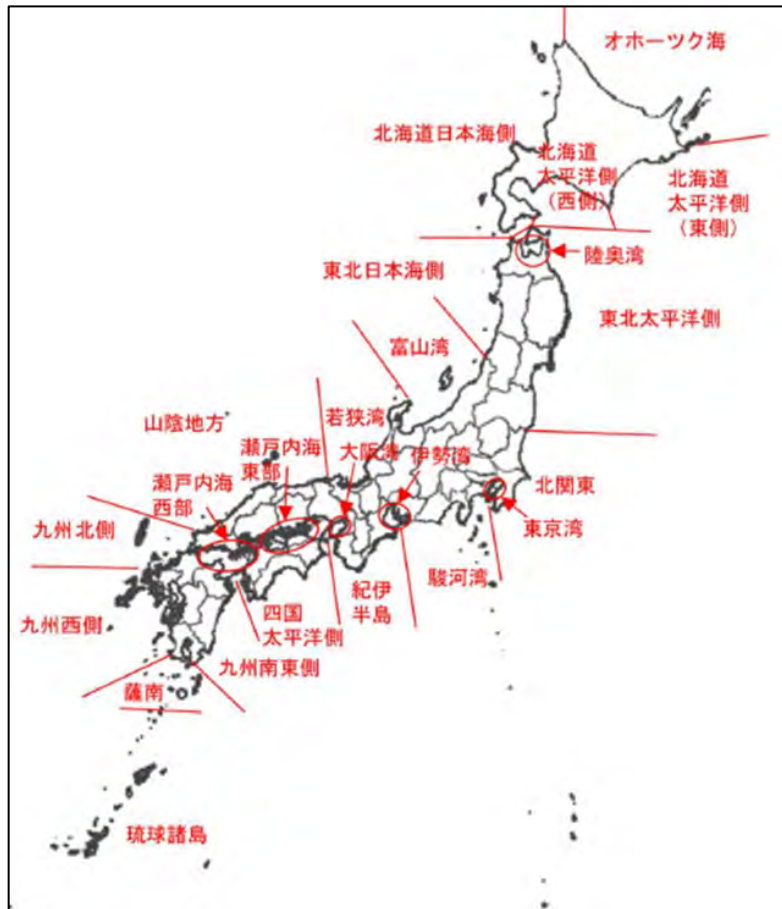 オホーツク海
北海道日本海側
北海道
太平洋側
(西側)
北海道
太平洋側
(東側)
陸奥湾
東北日本海側
東北太平洋側
富山湾
若狭湾
山陰地方
瀬戸内海
東部
大阪湾
伊勢湾
瀬戸内海
西部
北関東
東京湾
九州北側
駿河湾
紀伊
半島
四国
太平洋側
九州西側
九州南東側
薩南
琉球諸島